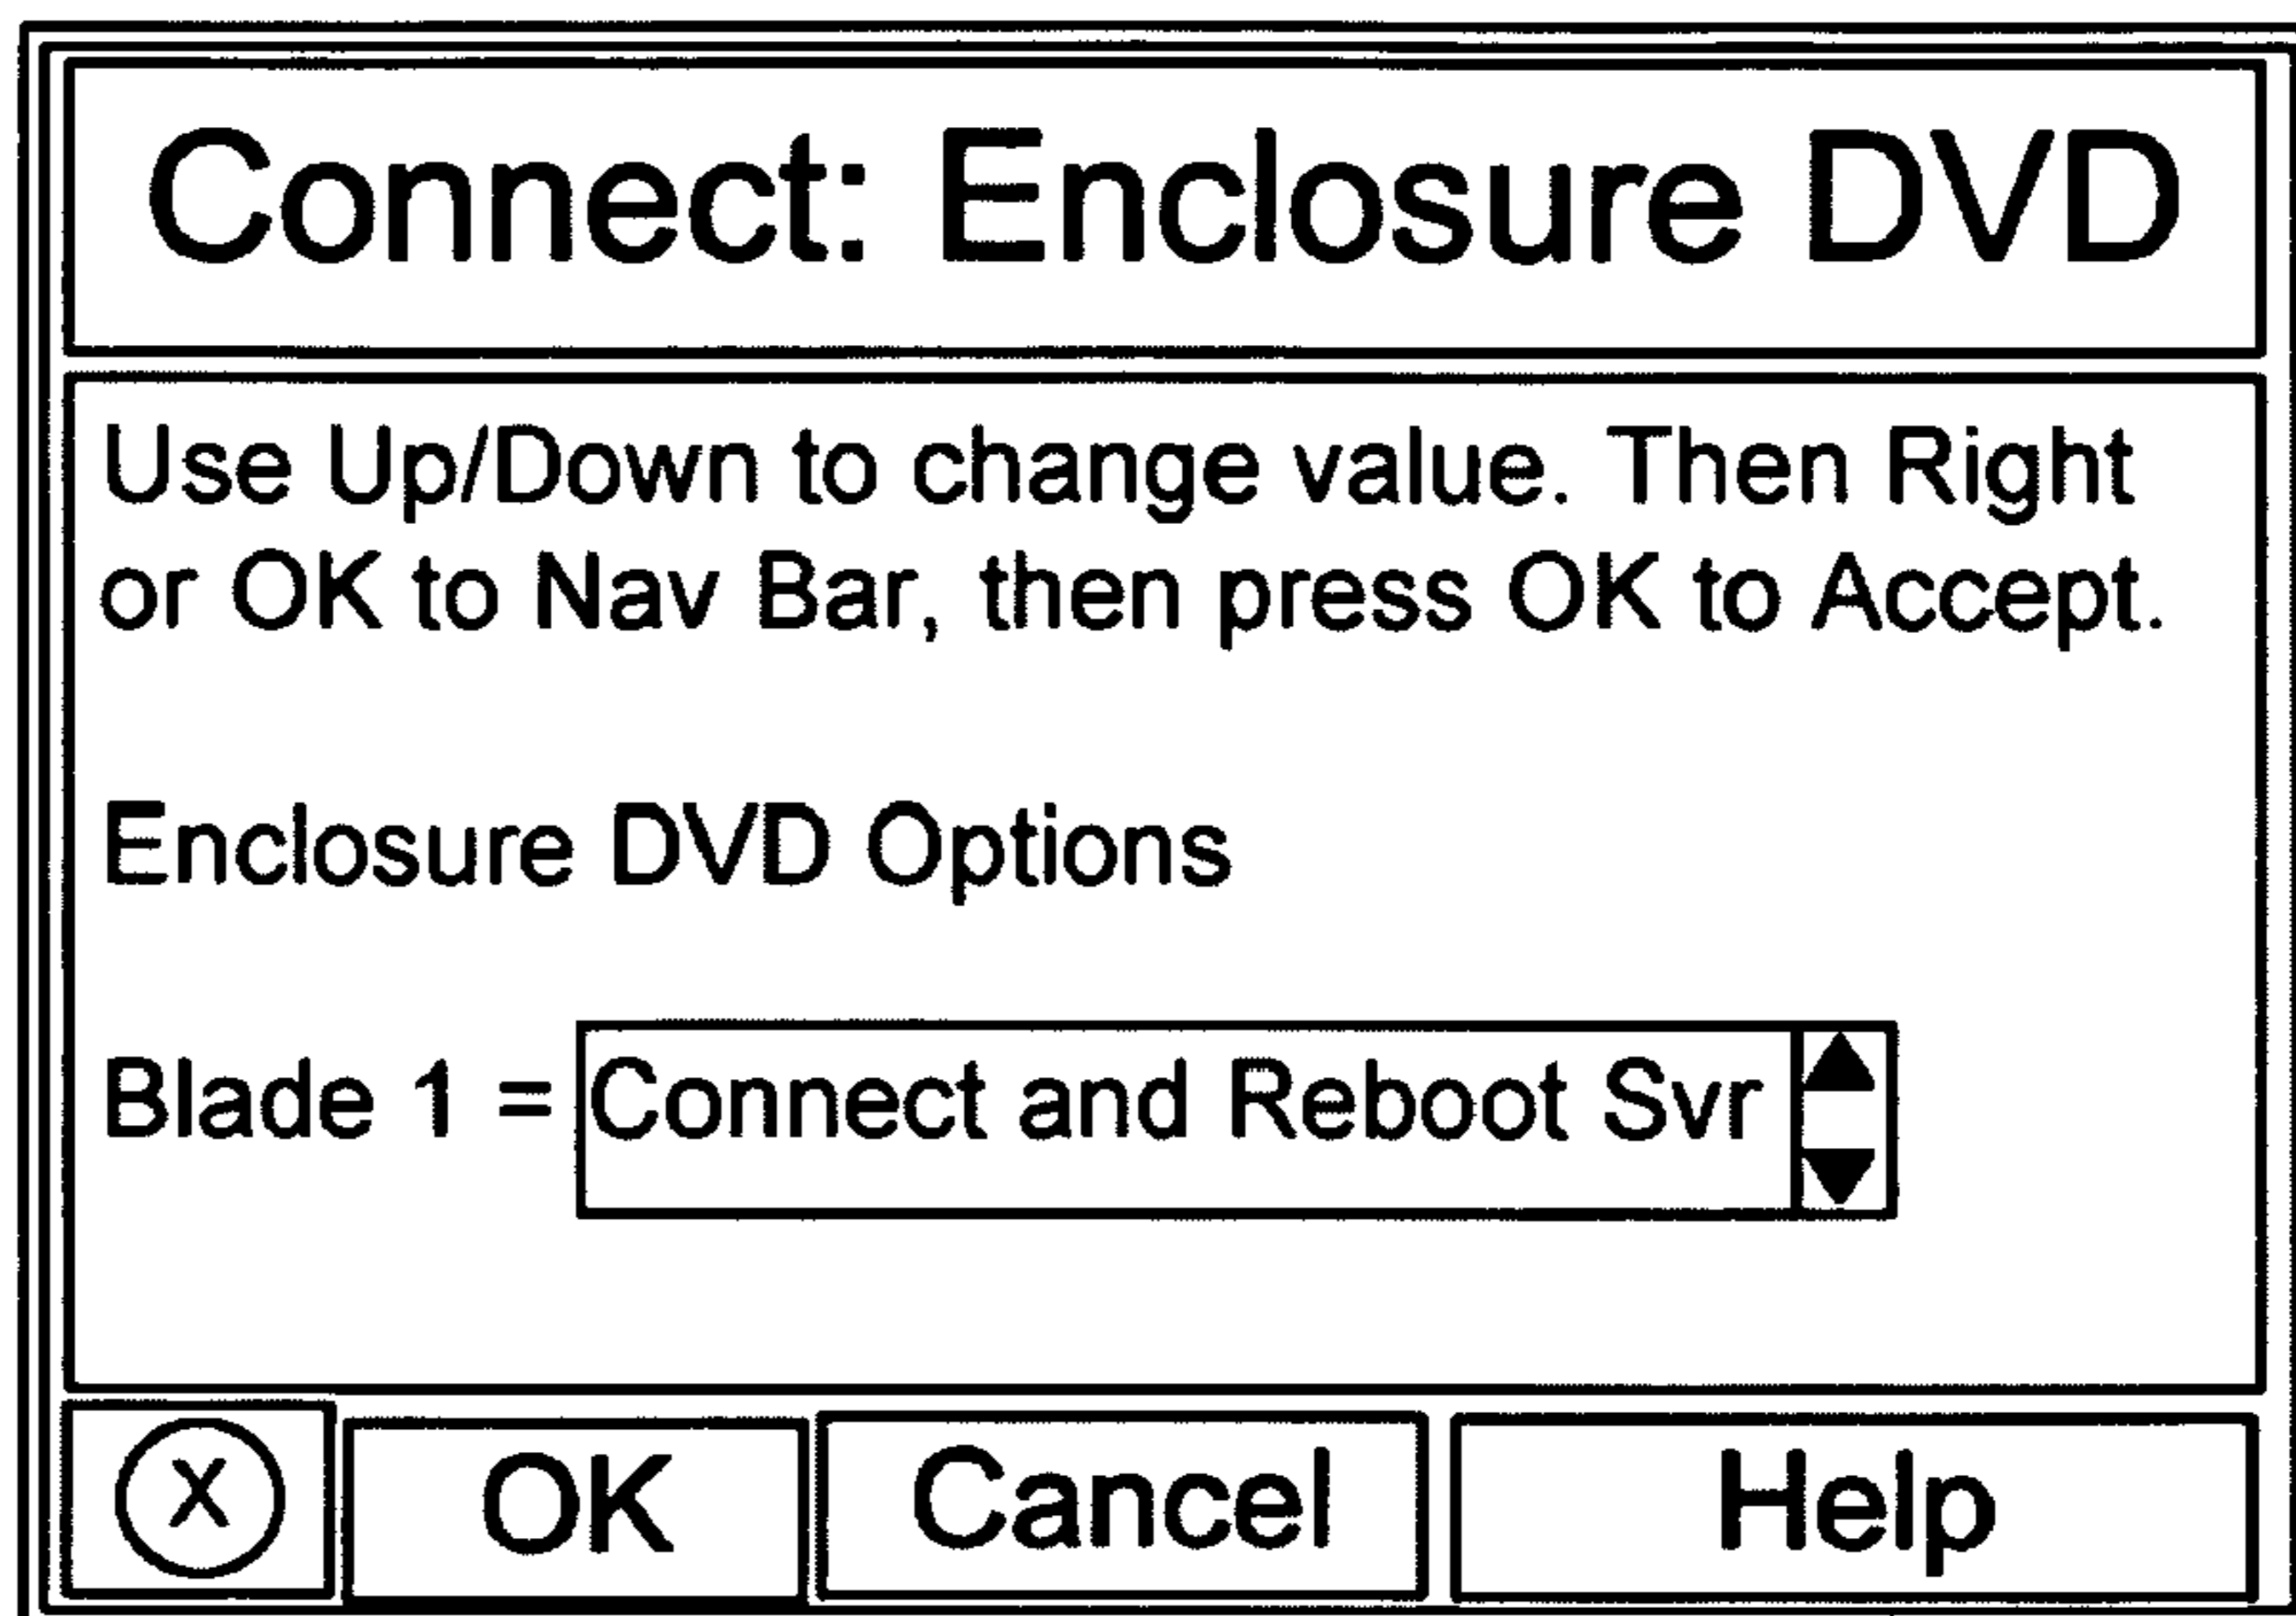 Connect: Enclosure DVD
Use Up/Down to change value. Then Right
or OK to Nav Bar, then press OK to Accept.
Enclosure DVD Options
Blade 1 = Connect and Reboot Svr
X OK Cancel Help